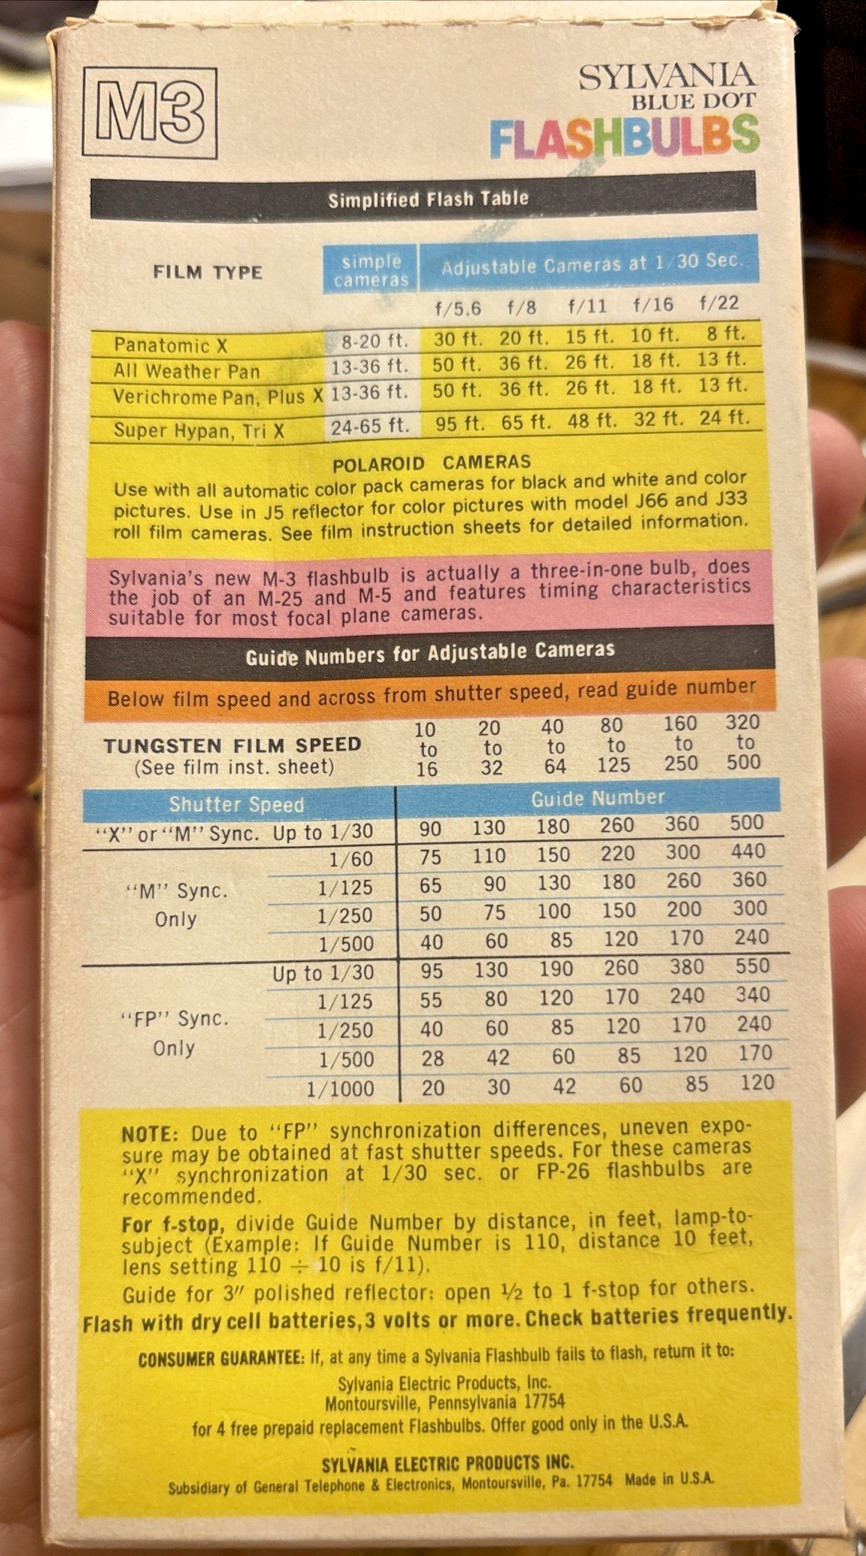 M3
SYLVANIA
BLUE DOT
FLASHBULBS
Simplified Flash Table
FILM TYPE simple cameras Adjustable Cameras at 1/30 Sec.
f/5.6 f/8 f/11 f/16 f/22
Panatomic X 8-20 ft. 30 ft. 20 ft. 15 ft. 10 ft. 8 ft.
All Weather Pan 13-36 ft. 50 ft. 36 ft. 26 ft. 18 ft. 13 ft.
Verichrome Pan, Plus X 13-36 ft. 50 ft. 36 ft. 26 ft. 18 ft. 13 ft.
Super Hypan, Tri X 24-65 ft. 95 ft. 65 ft. 48 ft. 32 ft. 24 ft.
POLAROID CAMERAS
Use with all automatic color pack cameras for black and white and color
pictures. Use in J5 reflector for color pictures with model J66 and J33
roll film cameras. See film instruction sheets for detailed information.
Sylvania's new M-3 flashbulb is actually a three-in-one bulb, does
the job of an M-25 and M-5 and features timing characteristics
suitable for most focal plane cameras.
Guide Numbers for Adjustable Cameras
Below film speed and across from shutter speed, read guide number
10 20 40 80 160 320
TUNGSTEN FILM SPEED to to to to to to
(See film inst. sheet) 16 32 64 125 250 500
Shutter Speed Guide Number
"X" or "M" Sync. Up to 1/30 90 130 180 260 360 500
1/60 75 110 150 220 300 440
"M" Sync. 1/125 65 90 130 180 260 360
Only 1/250 50 75 100 150 200 300
1/500 40 60 85 120 170 240
Up to 1/30 95 130 190 260 380 550
1/125 55 80 120 170 240 340
"FP" Sync. 1/250 40 60 85 120 170 240
Only 1/500 28 42 60 85 120 170
1/1000 20 30 42 60 85 120
NOTE: Due to "FP" synchronization differences, uneven expo-
sure may be obtained at fast shutter speeds. For these cameras
"X" synchronization at 1/30 sec. or FP-26 flashbulbs are
recommended.
For f-stop, divide Guide Number by distance, in feet, lamp-to-
subject (Example: If Guide Number is 110, distance 10 feet,
lens setting 110 ÷ 10 is f/11).
Guide for 3" polished reflector: open ½ to 1 f-stop for others.
Flash with dry cell batteries, 3 volts or more. Check batteries frequently.
CONSUMER GUARANTEE: If, at any time a Sylvania Flashbulb fails to flash, return it to:
Sylvania Electric Products, Inc.
Montoursville, Pennsylvania 17754
for 4 free prepaid replacement Flashbulbs. Offer good only in the U.S.A.
SYLVANIA ELECTRIC PRODUCTS INC.
Subsidiary of General Telephone & Electronics, Montoursville, Pa. 17754 Made in U.S.A.